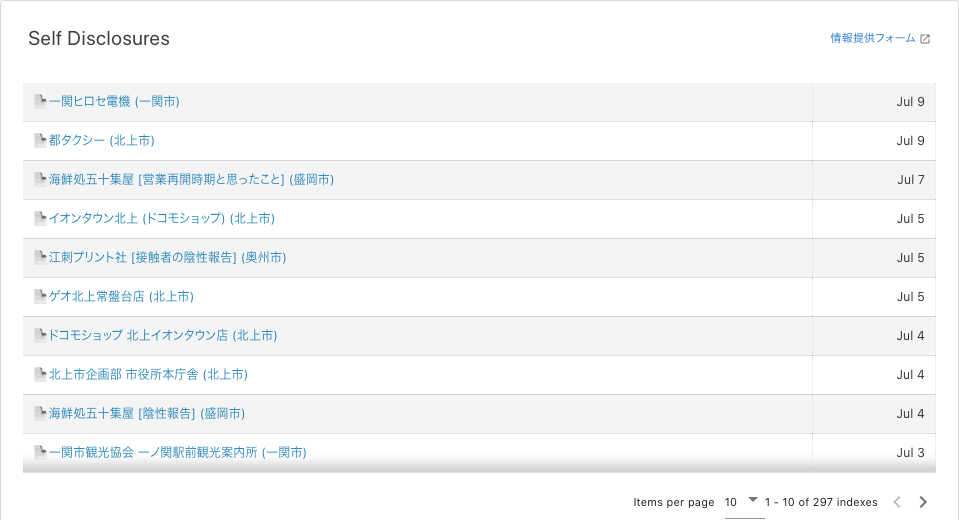 Self Disclosures
情報提供フォーム
一関ヒロセ電機 (一関市) Jul 9
都タクシー (北上市) Jul 9
海鮮処五十集屋 [営業再開時期と思ったこと] (盛岡市) Jul 7
イオンタウン北上 (ドコモショップ) (北上市) Jul 5
江刺プリント社 [接触者の陰性報告] (奥州市) Jul 5
ゲオ北上常盤台店 (北上市) Jul 5
ドコモショップ 北上イオンタウン店 (北上市) Jul 4
北上市企画部 市役所本庁舎 (北上市) Jul 4
海鮮処五十集屋 [陰性報告] (盛岡市) Jul 4
一関市観光協会 一ノ関駅前観光案内所 (一関市) Jul 3
Items per page 10 1 - 10 of 297 indexes